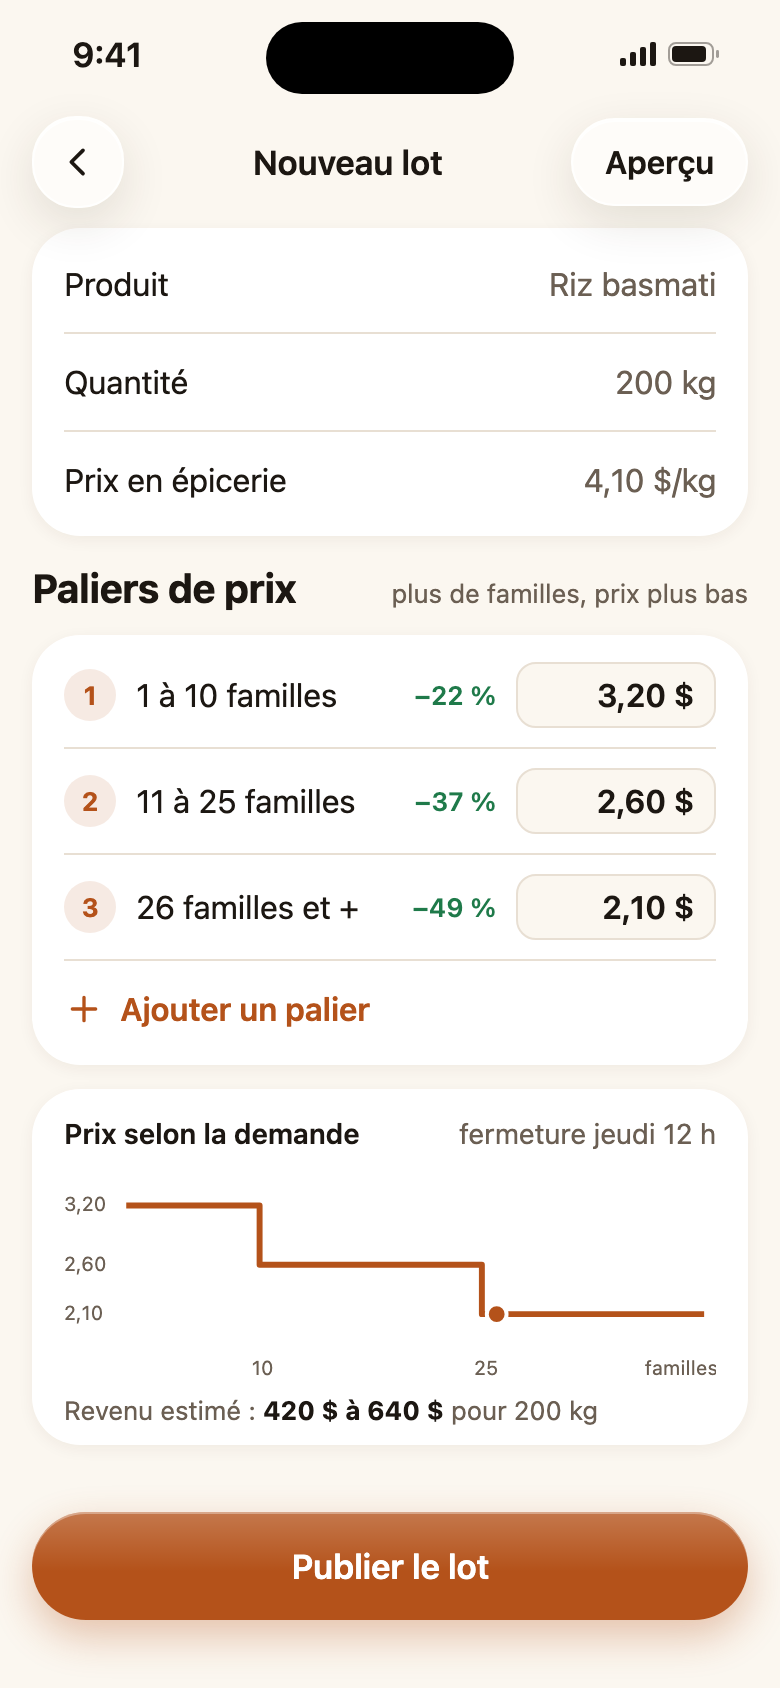 9:41
Nouveau lot
Aperçu
Produit Riz basmati
Quantité 200 kg
Prix en épicerie 4,10 $/kg
Paliers de prix plus de familles, prix plus bas
1 1 à 10 familles −22 % 3,20 $
2 11 à 25 familles −37 % 2,60 $
3 26 familles et + −49 % 2,10 $
+ Ajouter un palier
Prix selon la demande fermeture jeudi 12 h
3,20
2,60
2,10
10 25 familles
Revenu estimé : 420 $ à 640 $ pour 200 kg
Publier le lot